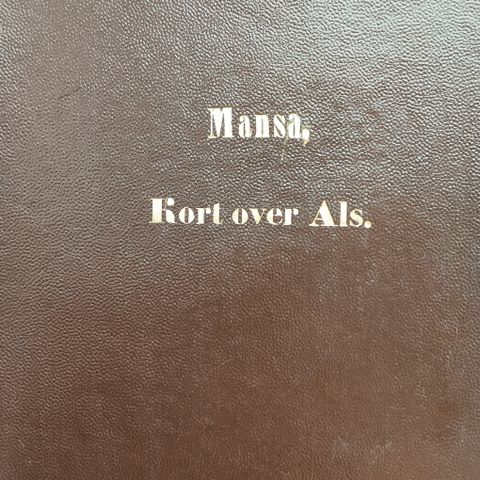 Mansa,
Kort over Als.